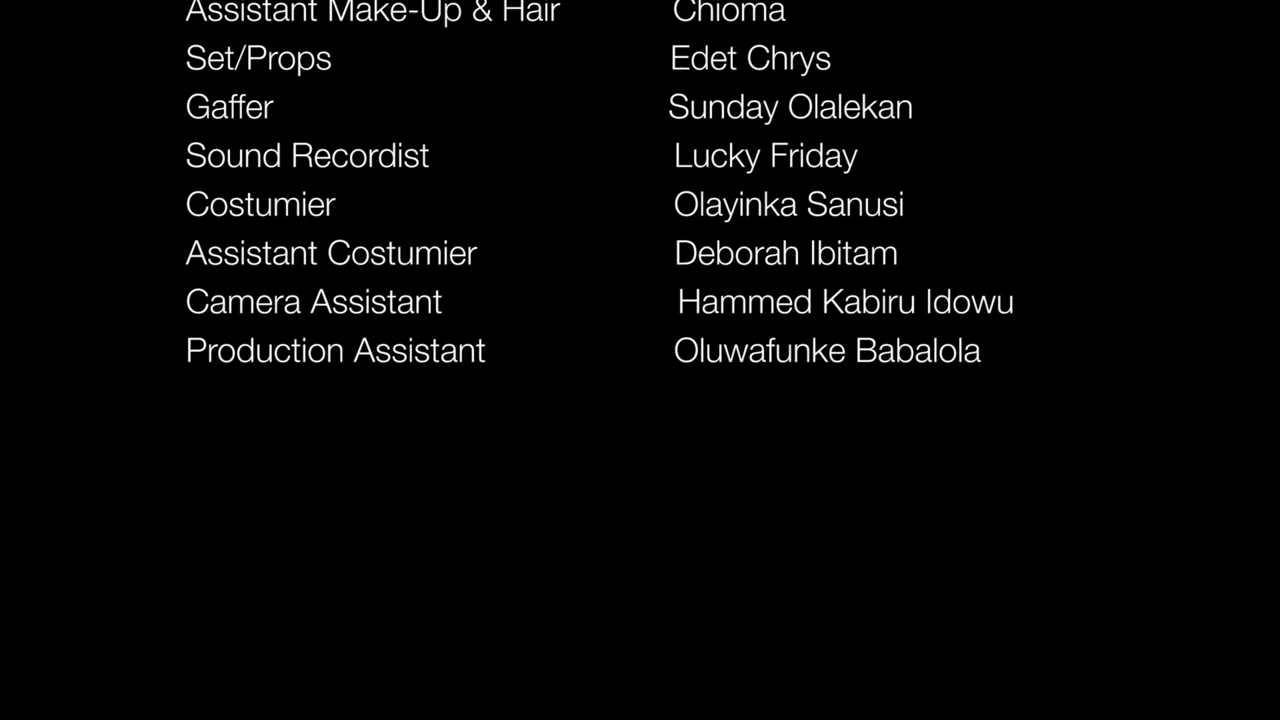 Assistant Make-Up & Hair Chioma
Set/Props Edet Chrys
Gaffer Sunday Olalekan
Sound Recordist Lucky Friday
Costumier Olayinka Sanusi
Assistant Costumier Deborah Ibitam
Camera Assistant Hammed Kabiru Idowu
Production Assistant Oluwafunke Babalola